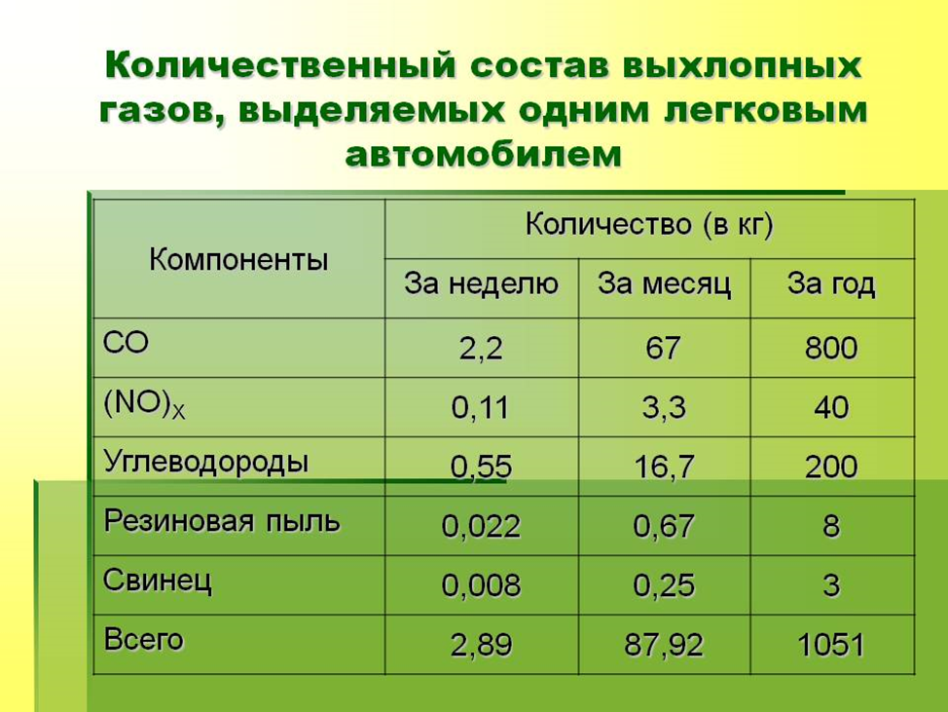 Количественный состав выхлопных
газов, выделяемых одним легковым
автомобилем
Компоненты
Количество (в кг)
За неделю За месяц За год
СО 2,2 67 800
(NO)X 0,11 3,3 40
Углеводороды 0,55 16,7 200
Резиновая пыль 0,022 0,67 8
Свинец 0,008 0,25 3
Всего 2,89 87,92 1051